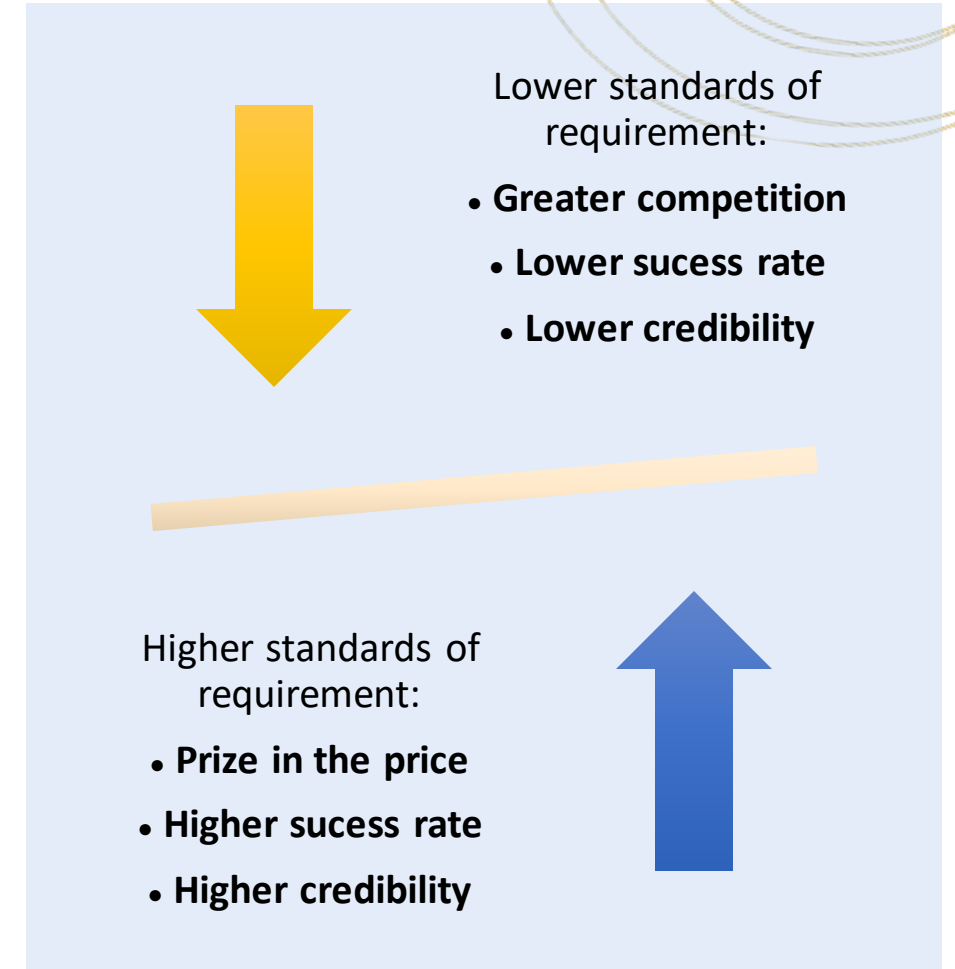 Lower standards of
requirement:
• Greater competition
• Lower sucess rate
• Lower credibility
Higher standards of
requirement:
• Prize in the price
• Higher sucess rate
• Higher credibility